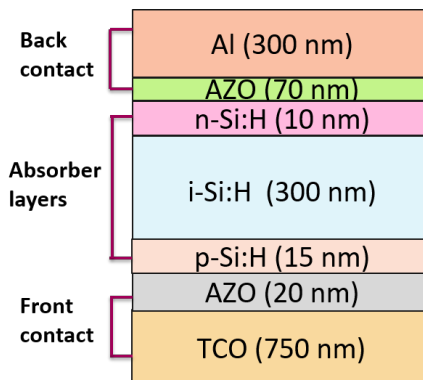 Back
contact
Al (300 nm)
AZO (70 nm)
n-Si:H (10 nm)
Absorber
layers
i-Si:H (300 nm)
p-Si:H (15 nm)
Front
contact
AZO (20 nm)
TCO (750 nm)